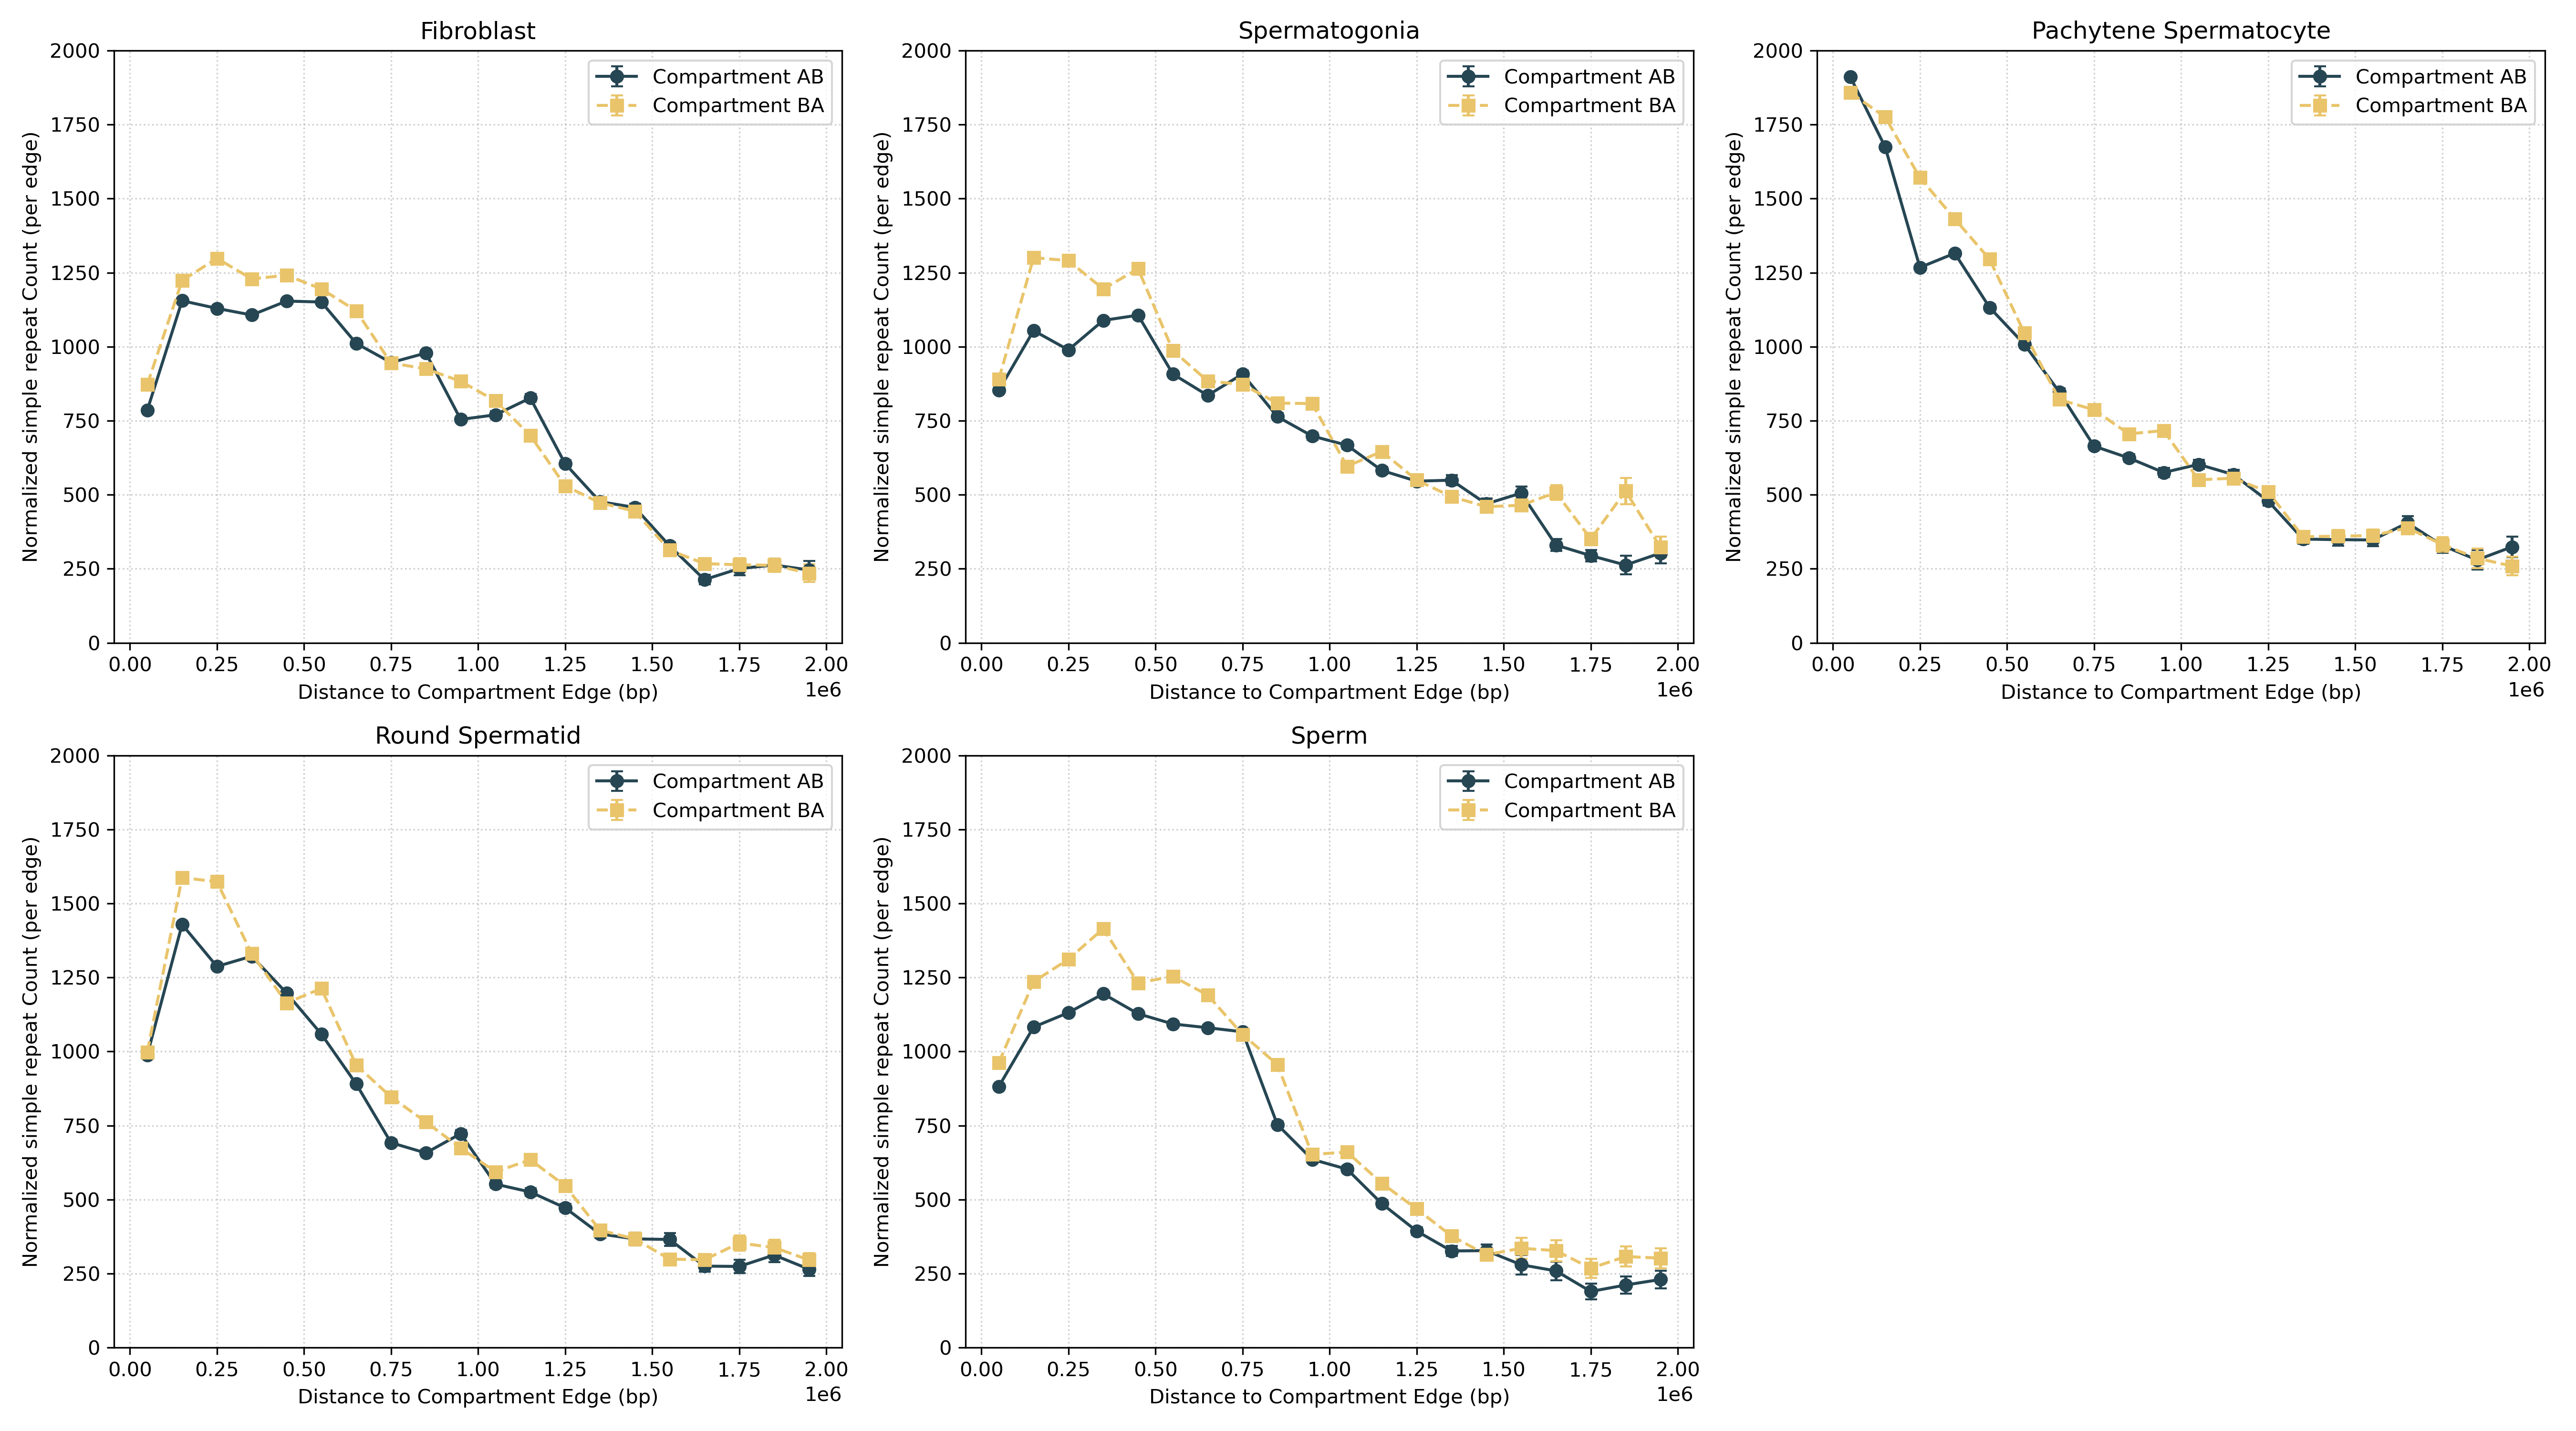 Fibroblast
2000
1750
1500
1250
1000
750
500
250
0
Normalized simple repeat Count (per edge)
Compartment AB
Compartment BA
0.00 0.25 0.50 0.75 1.00 1.25 1.50 1.75 2.00
1e6
Distance to Compartment Edge (bp)
Spermatogonia
2000
1750
1500
1250
1000
750
500
250
0
Normalized simple repeat Count (per edge)
Compartment AB
Compartment BA
0.00 0.25 0.50 0.75 1.00 1.25 1.50 1.75 2.00
1e6
Distance to Compartment Edge (bp)
Pachytene Spermatocyte
2000
1750
1500
1250
1000
750
500
250
0
Normalized simple repeat Count (per edge)
Compartment AB
Compartment BA
0.00 0.25 0.50 0.75 1.00 1.25 1.50 1.75 2.00
1e6
Distance to Compartment Edge (bp)
Round Spermatid
2000
1750
1500
1250
1000
750
500
250
0
Normalized simple repeat Count (per edge)
Compartment AB
Compartment BA
0.00 0.25 0.50 0.75 1.00 1.25 1.50 1.75 2.00
1e6
Distance to Compartment Edge (bp)
Sperm
2000
1750
1500
1250
1000
750
500
250
0
Normalized simple repeat Count (per edge)
Compartment AB
Compartment BA
0.00 0.25 0.50 0.75 1.00 1.25 1.50 1.75 2.00
1e6
Distance to Compartment Edge (bp)